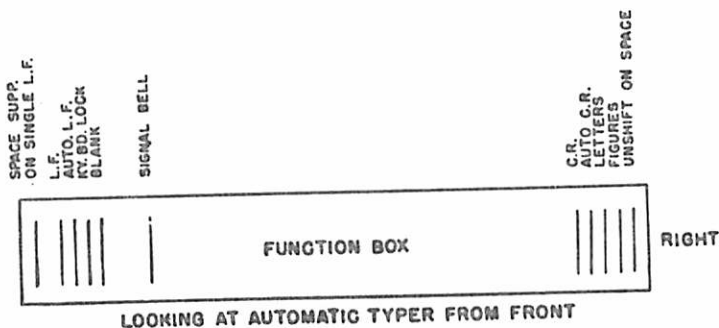 SPACE SUPP.
ON SINGLE L.F.
L.F.
AUTO. L.F.
KY. BD. LOCK
BLANK
SIGNAL BELL
C.R.
AUTO C.R.
LETTERS
FIGURES
UNSHIFT ON SPACE
FUNCTION BOX
RIGHT
LOOKING AT AUTOMATIC TYPER FROM FRONT